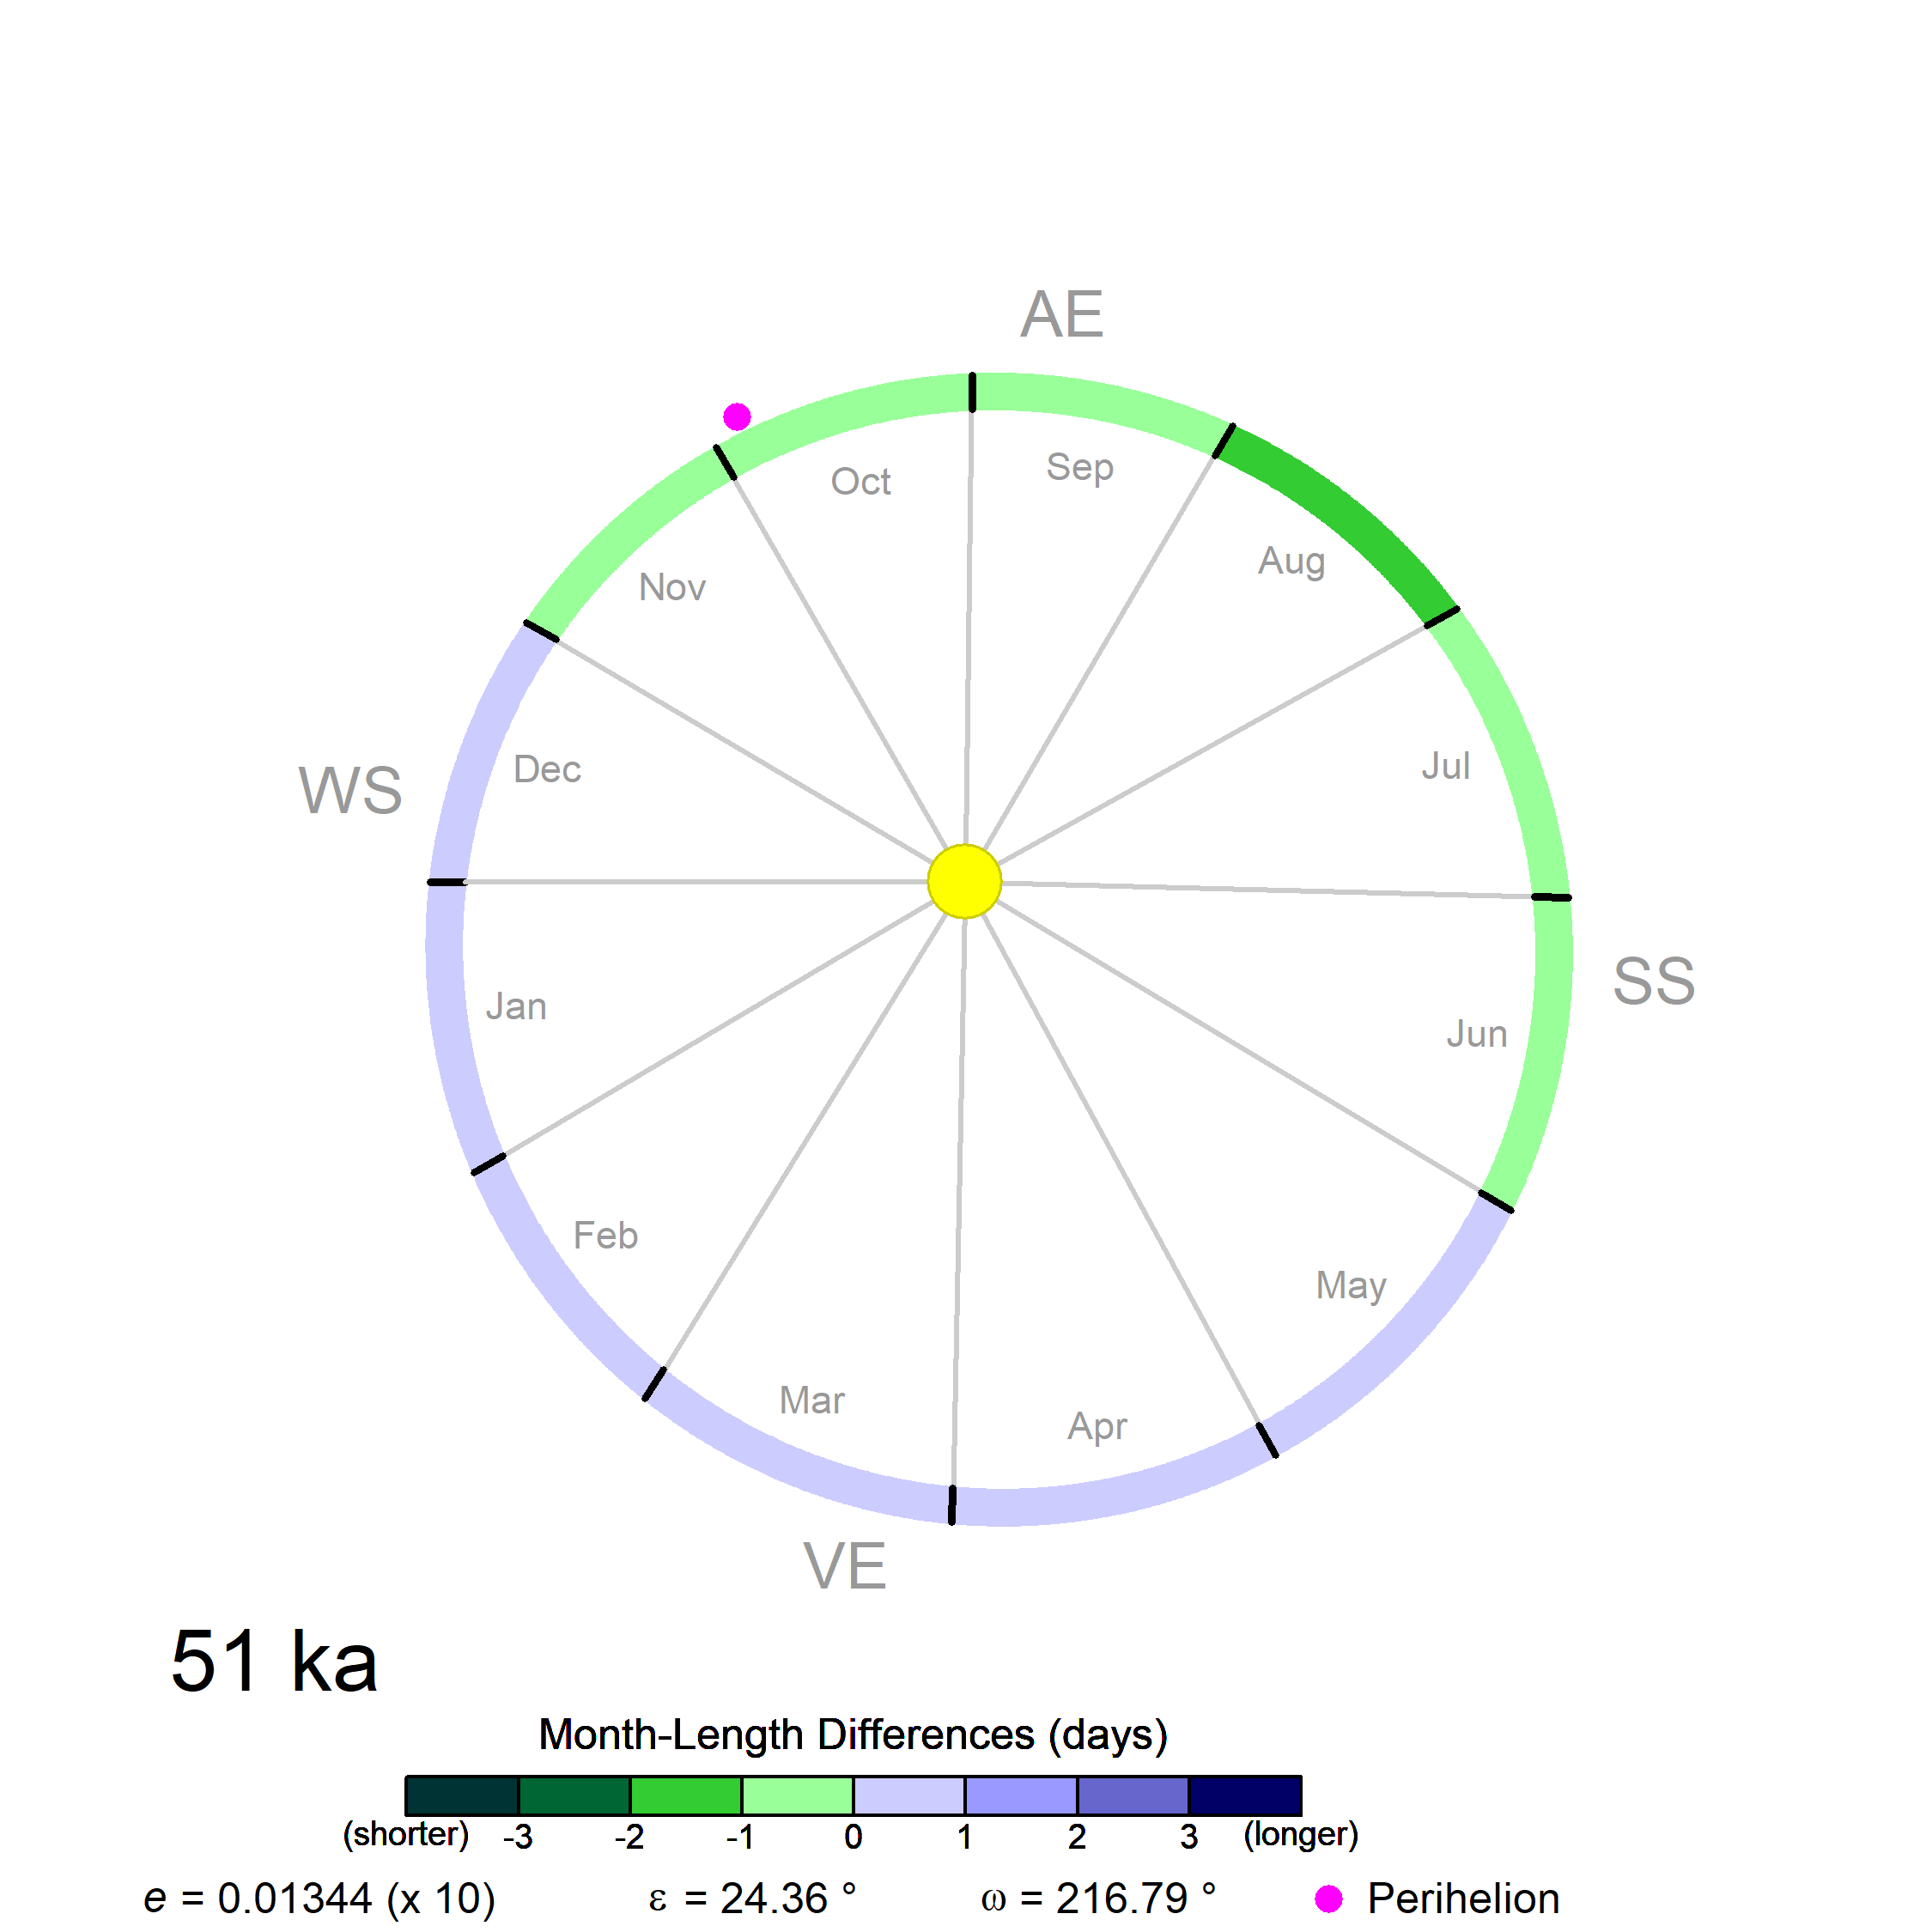 AE
Oct
Sep
Nov
Aug
WS
Dec
Jul
SS
Jan
Jun
Feb
May
Mar
Apr
VE
51 ka
Month-Length Differences (days)
(shorter) -3 -2 -1 0 1 2 3 (longer)
e = 0.01344 (x 10) ε = 24.36 ° ω = 216.79 ° Perihelion